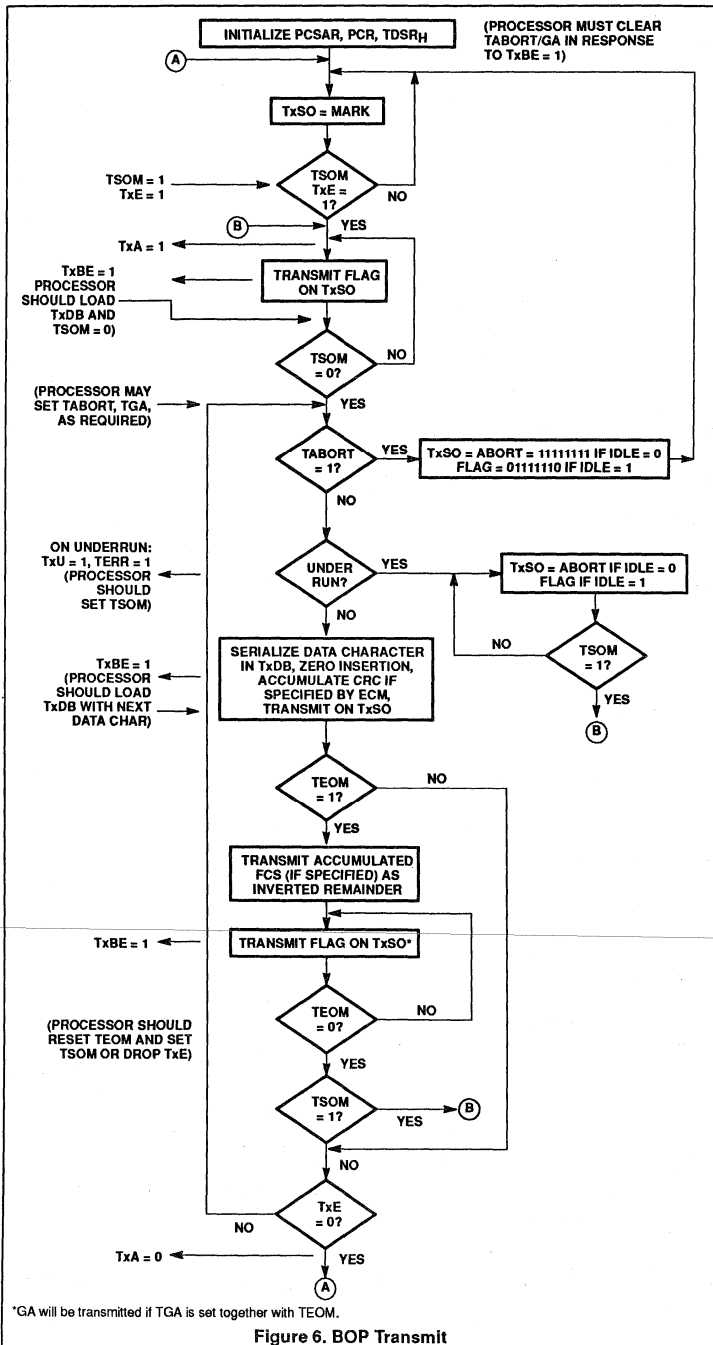 INITIALIZE PCSAR, PCR, TDSRH
(PROCESSOR MUST CLEAR
TABORT/GA IN RESPONSE
TO TxBE = 1)
A
TxSO = MARK
TSOM
TxE =
1?
NO
TSOM = 1
TxE = 1
B
YES
TxA = 1
TRANSMIT FLAG
ON TxSO
TxBE = 1
PROCESSOR
SHOULD LOAD
TxDB AND
TSOM = 0)
TSOM
= 0?
NO
YES
(PROCESSOR MAY
SET TABORT, TGA,
AS REQUIRED)
TABORT
= 1?
YES
TxSO = ABORT = 11111111 IF IDLE = 0
FLAG = 01111110 IF IDLE = 1
NO
ON UNDERRUN:
TxU = 1, TERR = 1
(PROCESSOR
SHOULD
SET TSOM)
UNDER
RUN?
YES
TxSO = ABORT IF IDLE = 0
FLAG IF IDLE = 1
NO
NO
TSOM
= 1?
YES
B
SERIALIZE DATA CHARACTER
IN TxDB, ZERO INSERTION,
ACCUMULATE CRC IF
SPECIFIED BY ECM,
TRANSMIT ON TxSO
TxBE = 1
(PROCESSOR
SHOULD LOAD
TxDB WITH NEXT
DATA CHAR)
TEOM
= 1?
NO
YES
TRANSMIT ACCUMULATED
FCS (IF SPECIFIED) AS
INVERTED REMAINDER
TxBE = 1
TRANSMIT FLAG ON TxSO*
TEOM
= 0?
NO
(PROCESSOR SHOULD
RESET TEOM AND SET
TSOM OR DROP TxE)
YES
TSOM
= 1?
YES
B
NO
TxE
= 0?
NO
YES
TxA = 0
A
*GA will be transmitted if TGA is set together with TEOM.
Figure 6. BOP Transmit